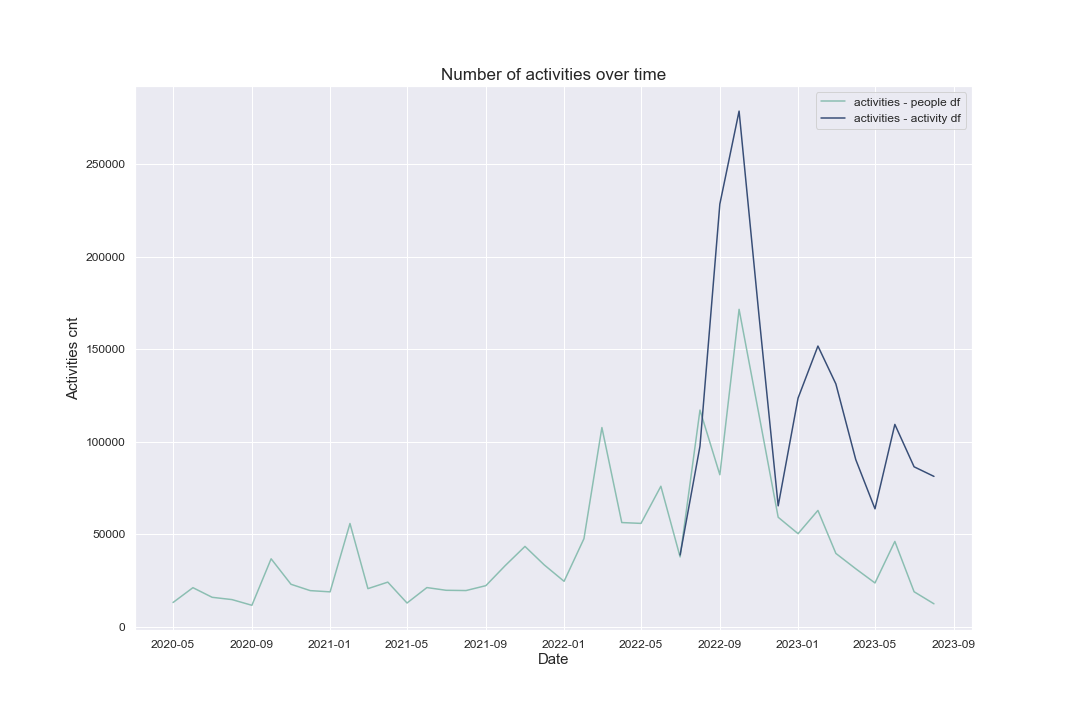 Number of activities over time
activities - people df
activities - activity df
Activities cnt
250000
200000
150000
100000
50000
0
2020-05 2020-09 2021-01 2021-05 2021-09 2022-01 2022-05 2022-09 2023-01 2023-05 2023-09
Date